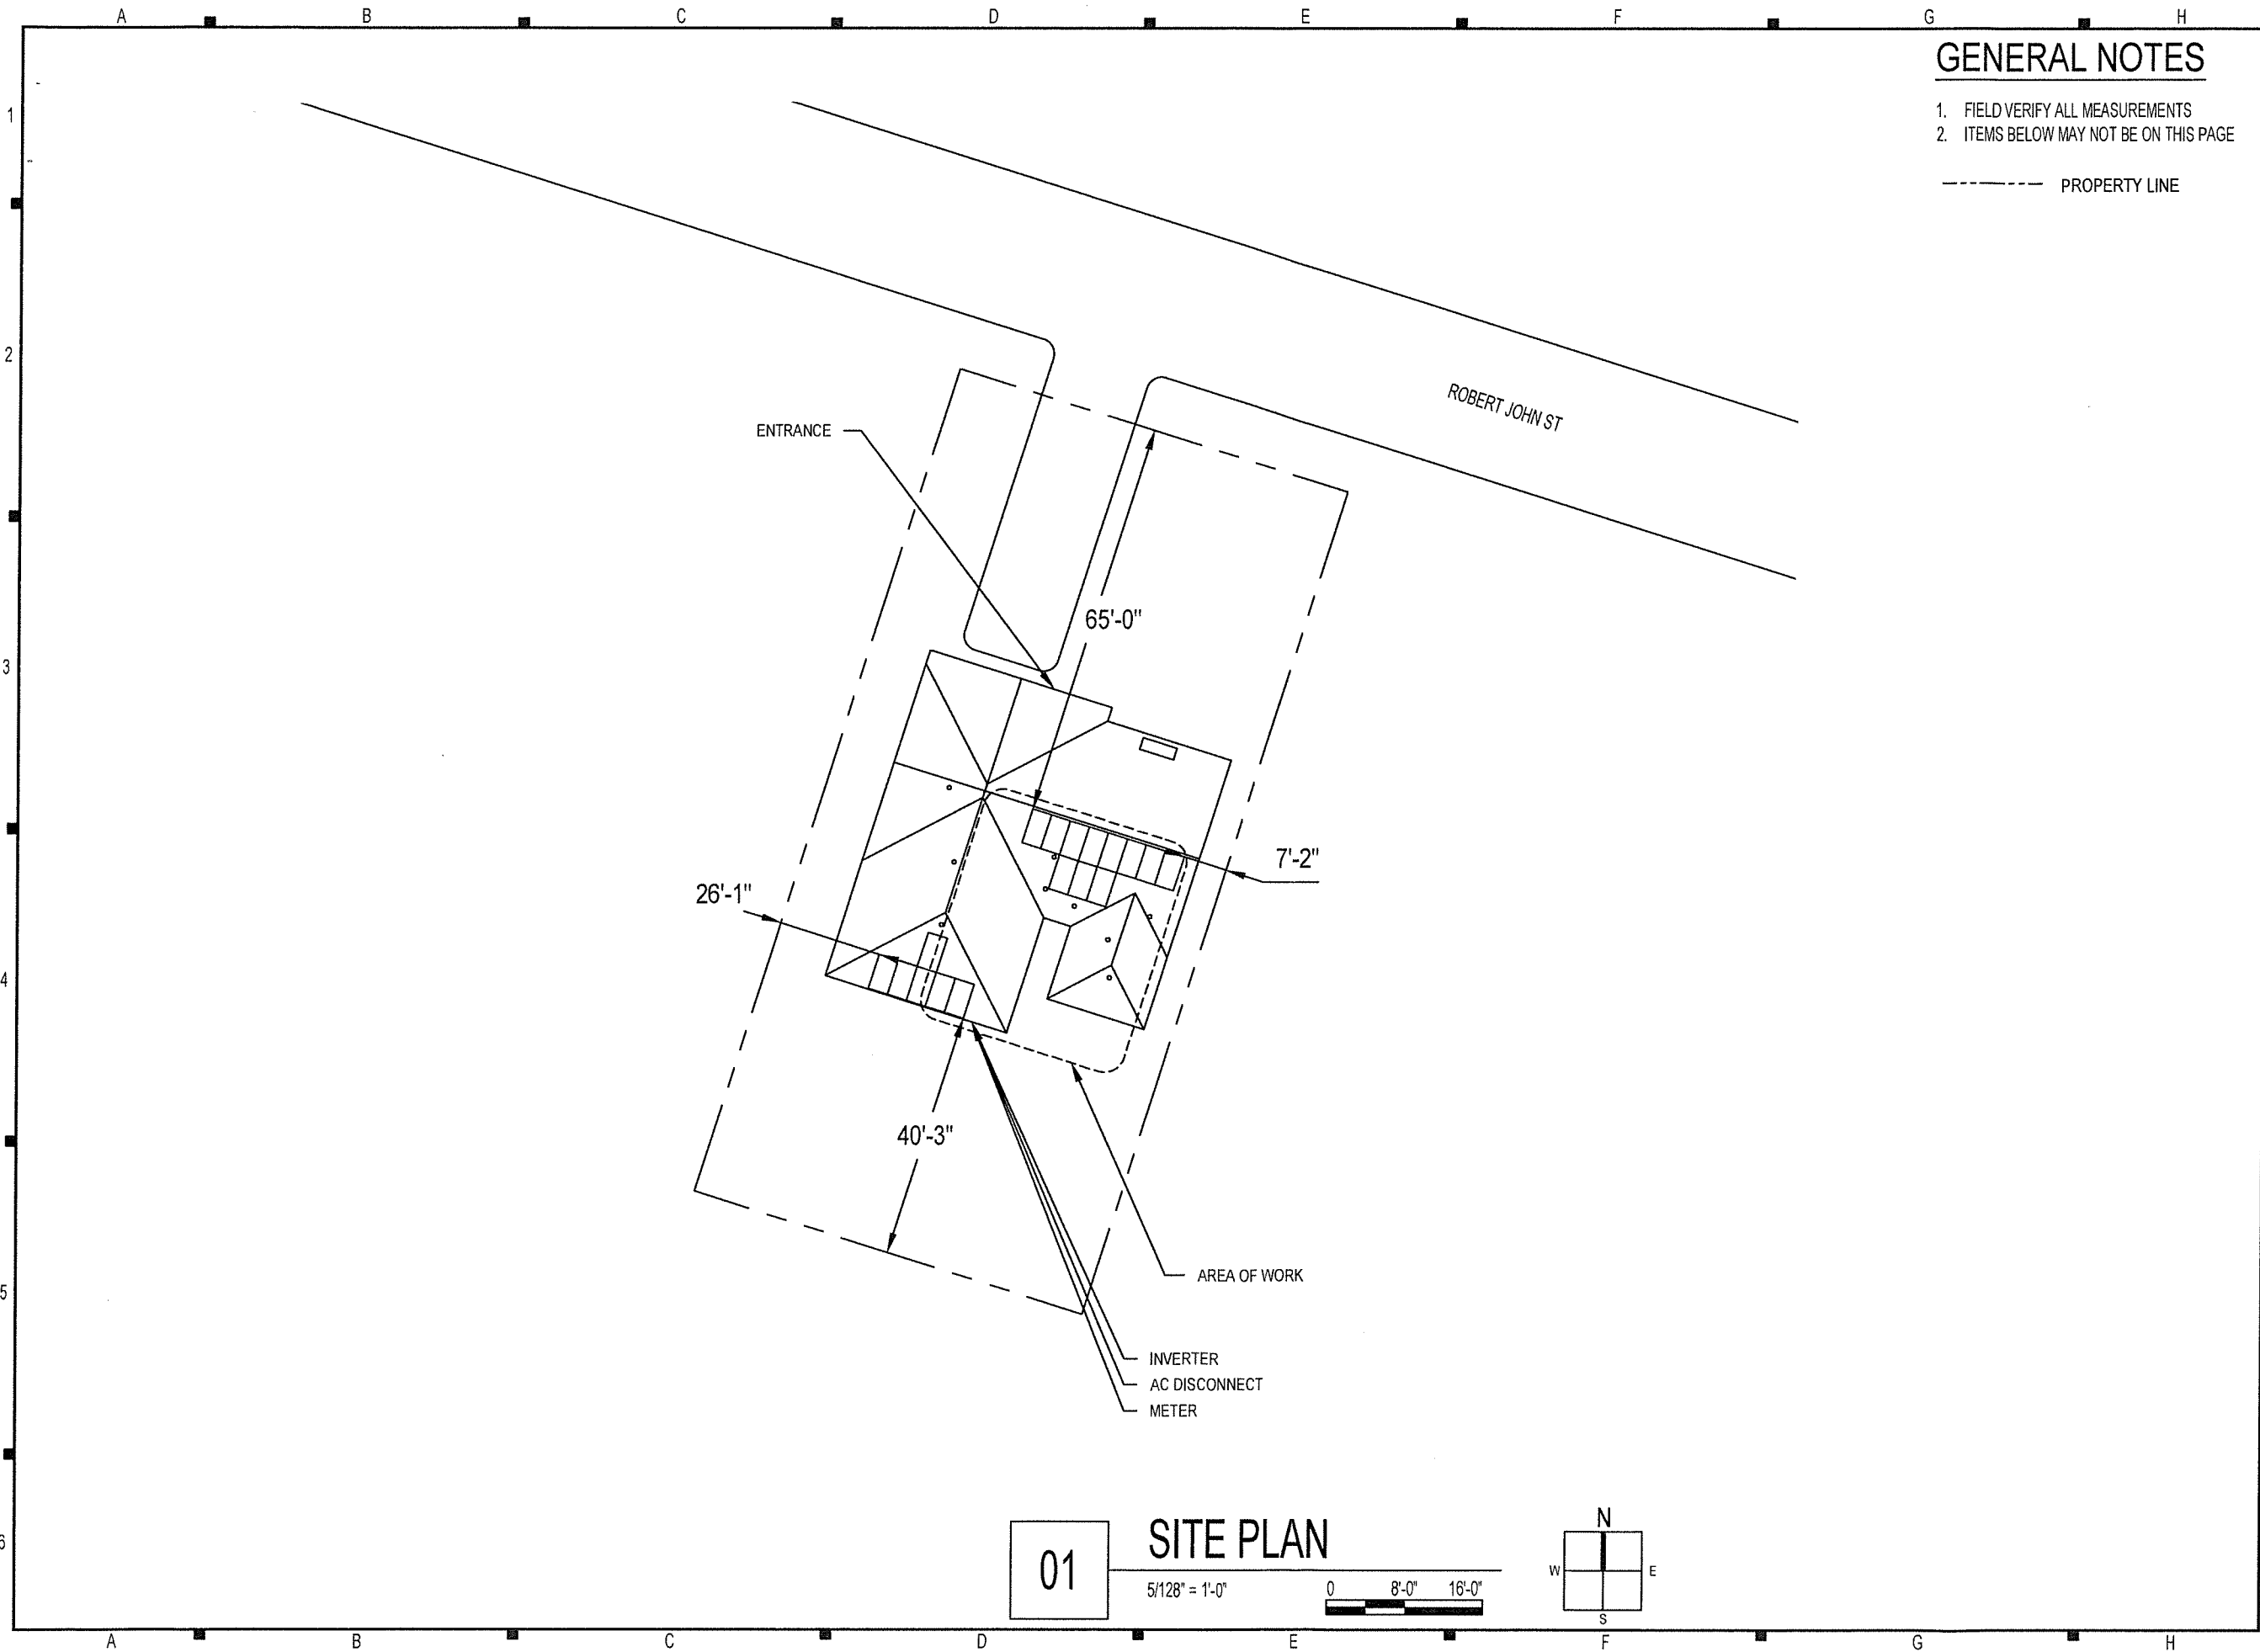 A B C D E F G H
GENERAL NOTES
1. FIELD VERIFY ALL MEASUREMENTS
2. ITEMS BELOW MAY NOT BE ON THIS PAGE
PROPERTY LINE
1
2
3
4
5
6
ROBERT JOHN ST
ENTRANCE
65'-0"
7'-2"
26'-1"
40'-3"
AREA OF WORK
INVERTER
AC DISCONNECT
METER
01
SITE PLAN
5/128" = 1'-0"
0 8'-0" 16'-0"
N
W E
S
A B C D E F G H